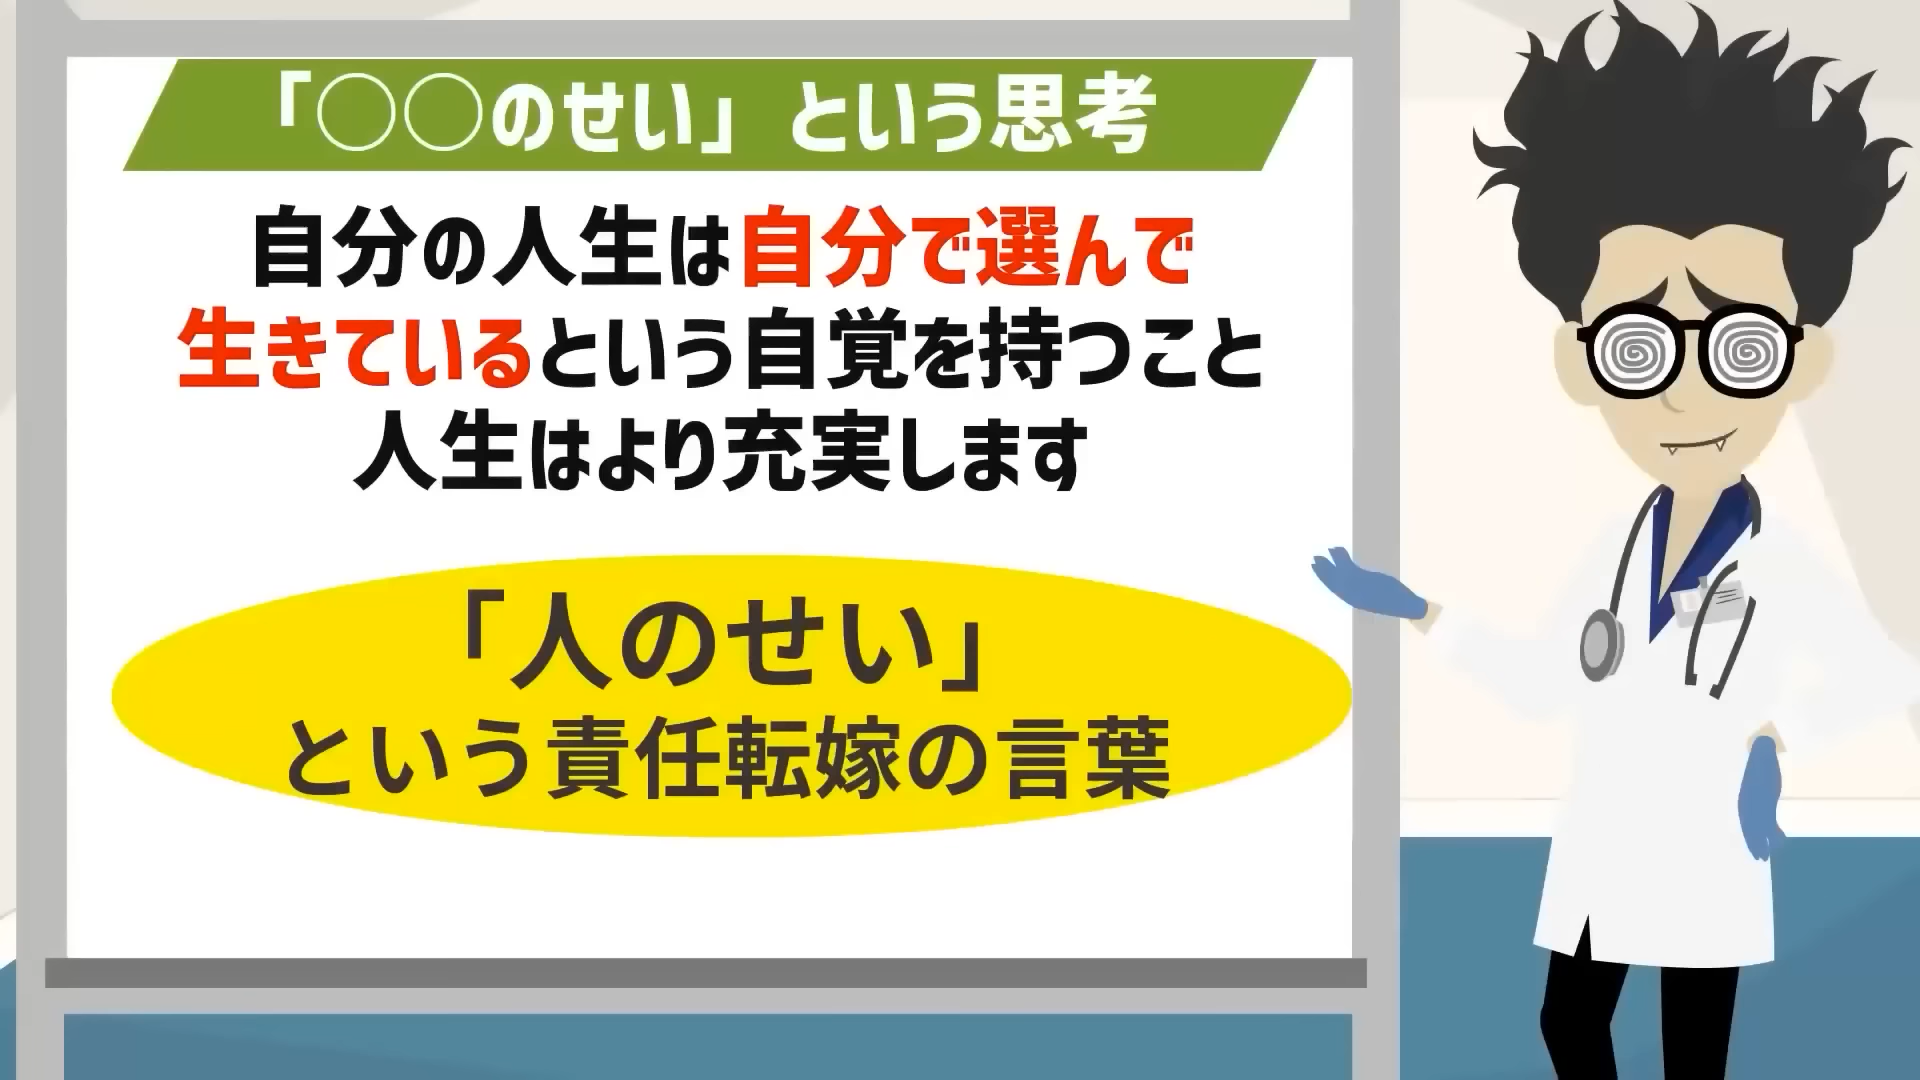 「○○のせい」という思考
自分の人生は自分で選んで
生きているという自覚を持つこと
人生はより充実します
「人のせい」
という責任転嫁の言葉